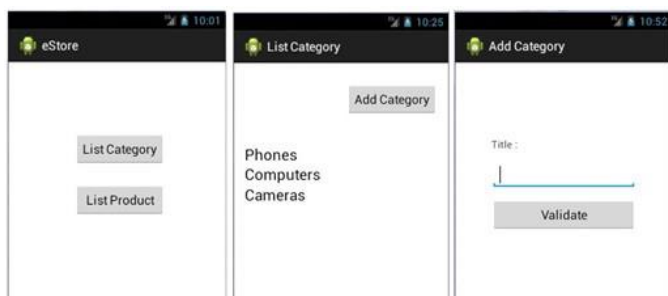 10:01
eStore
List Category
List Product
10:25
List Category
Add Category
Phones
Computers
Cameras
10:52
Add Category
Title :
Validate